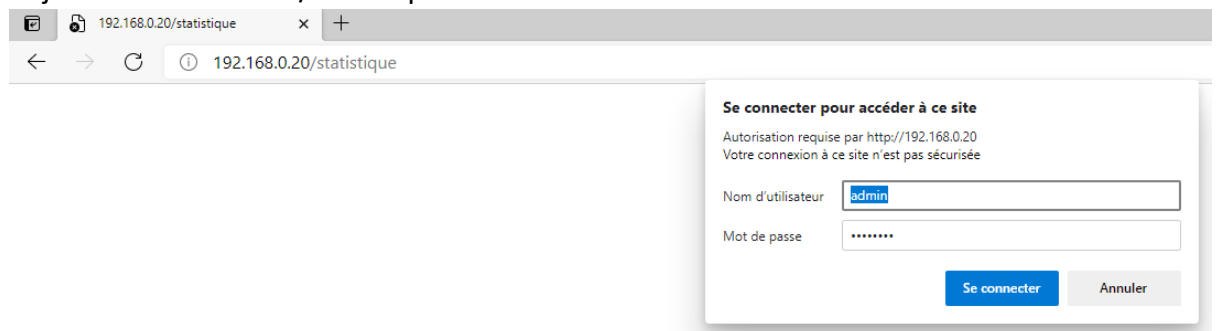 192.168.0.20/statistique
192.168.0.20/statistique
Se connecter pour accéder à ce site
Autorisation requise par http://192.168.0.20
Votre connexion à ce site n'est pas sécurisée
Nom d'utilisateur admin
Mot de passe ••••••••
Se connecter Annuler